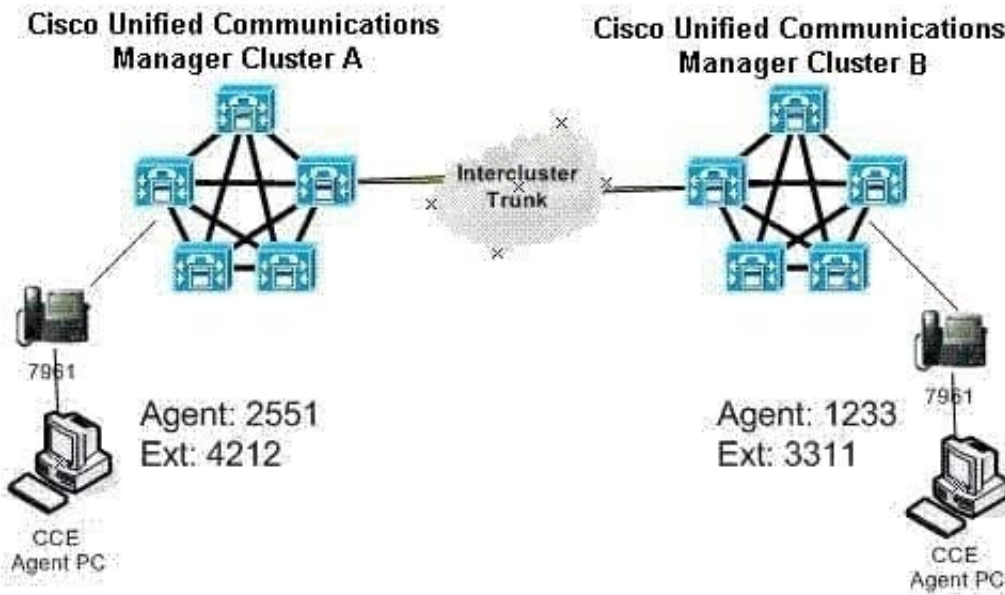 Cisco Unified Communications
Manager Cluster A
Cisco Unified Communications
Manager Cluster B
Intercluster
Trunk
7961
7961
Agent: 2551
Ext: 4212
Agent: 1233
Ext: 3311
CCE
Agent PC
CCE
Agent PC